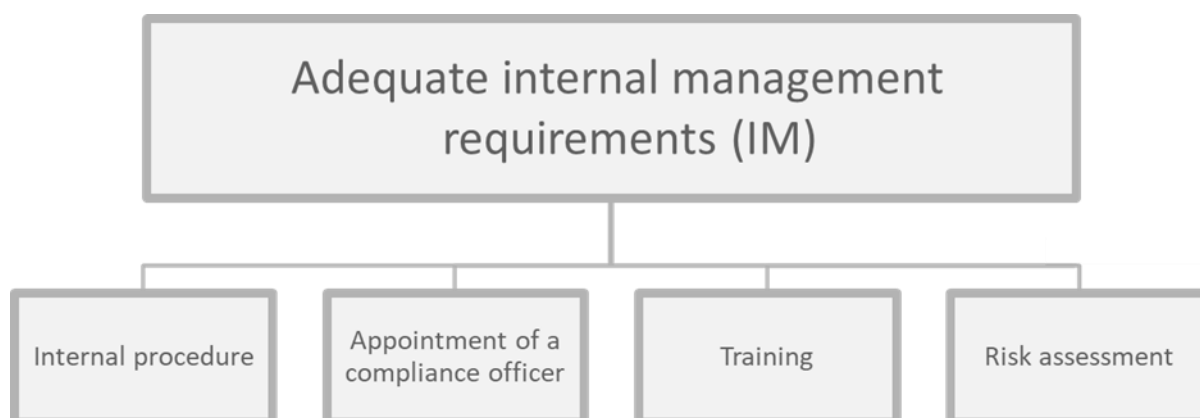 Adequate internal management
requirements (IM)
Internal procedure
Appointment of a
compliance officer
Training
Risk assessment